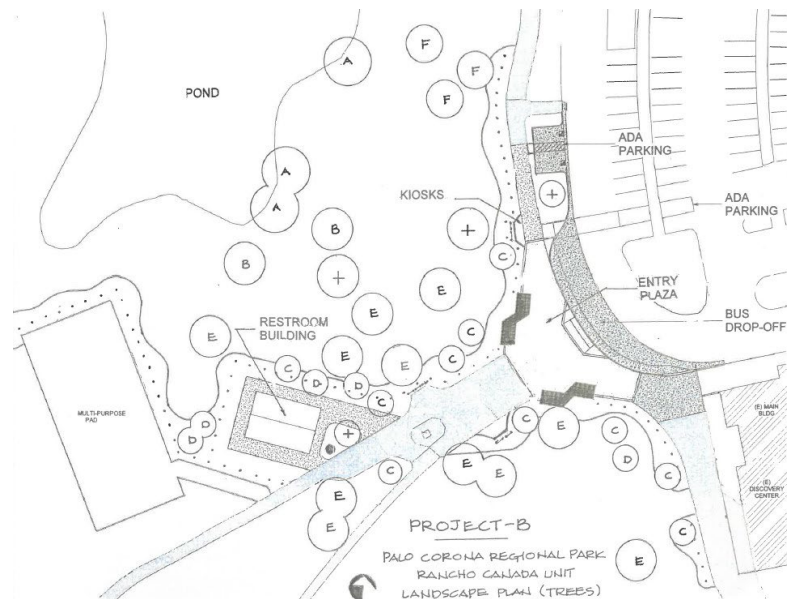 F
A
F
POND
F
ADA
PARKING
A
KIOSKS
ADA
PARKING
A
B
C
B
E
ENTRY
PLAZA
E
BUS
DROP-OFF
RESTROOM
BUILDING
E
C
E
C
E
C
D
D
C
MULTI-PURPOSE
PAD
(E) MAIN
BLDG
D
D
C
E
C
D
C
E
E
C
(E)
DISCOVERY
CENTER
E
E
C
E
PROJECT-B
PALO CORONA REGIONAL PARK
RANCHO CANADA UNIT
LANDSCAPE PLAN (TREES)